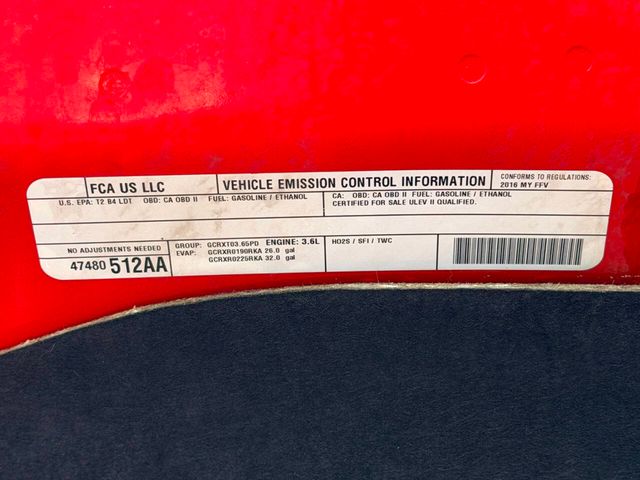 FCA US LLC
VEHICLE EMISSION CONTROL INFORMATION
CONFORMS TO REGULATIONS:
2016 MY FFV
U.S. EPA: T2 B4 LDT OBD: CA OBD II FUEL: GASOLINE / ETHANOL
CA: OBD: CA OBD II FUEL: GASOLINE / ETHANOL
CERTIFIED FOR SALE ULEV II QUALIFIED.
NO ADJUSTMENTS NEEDED
47480 512AA
GROUP: GCRXT03.65PD ENGINE: 3.6L
EVAP: GCRXR0190RKA 26.0 gal
GCRXR0225RKA 32.0 gal
HO2S / SFI / TWC